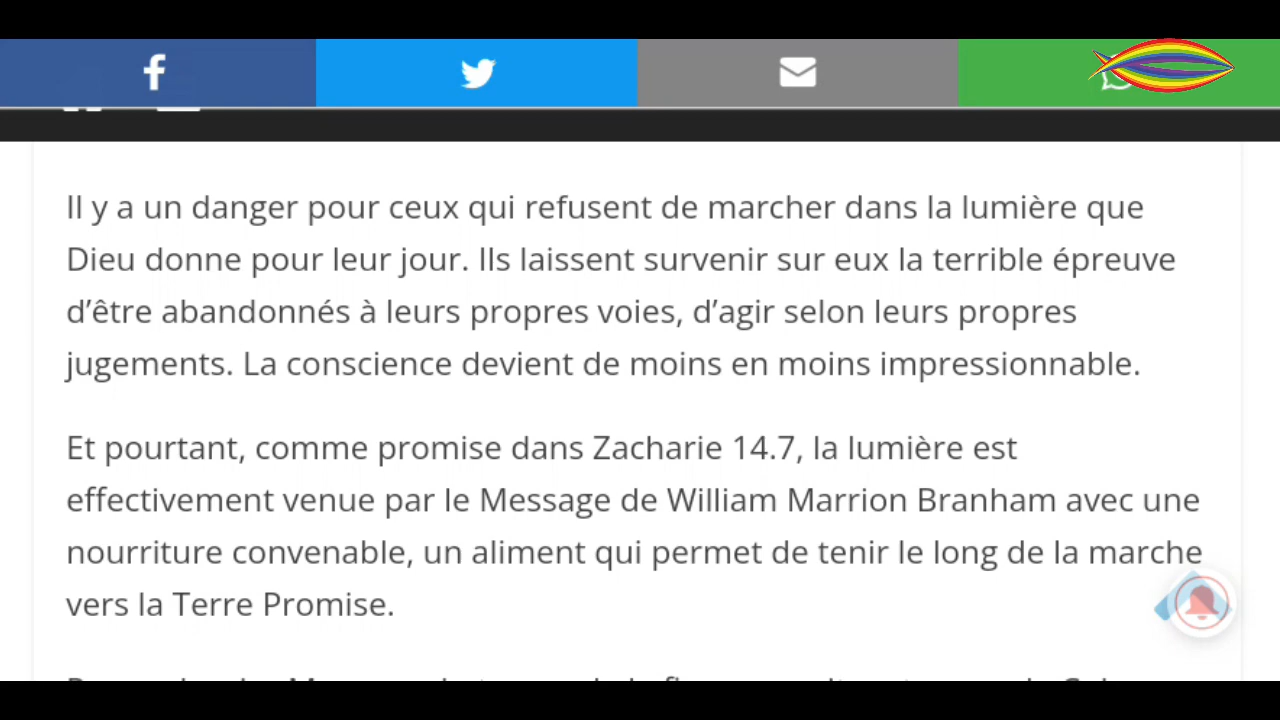 Il y a un danger pour ceux qui refusent de marcher dans la lumière que
Dieu donne pour leur jour. Ils laissent survenir sur eux la terrible épreuve
d’être abandonnés à leurs propres voies, d’agir selon leurs propres
jugements. La conscience devient de moins en moins impressionnable.
Et pourtant, comme promise dans Zacharie 14.7, la lumière est
effectivement venue par le Message de William Marrion Branham avec une
nourriture convenable, un aliment qui permet de tenir le long de la marche
vers la Terre Promise.